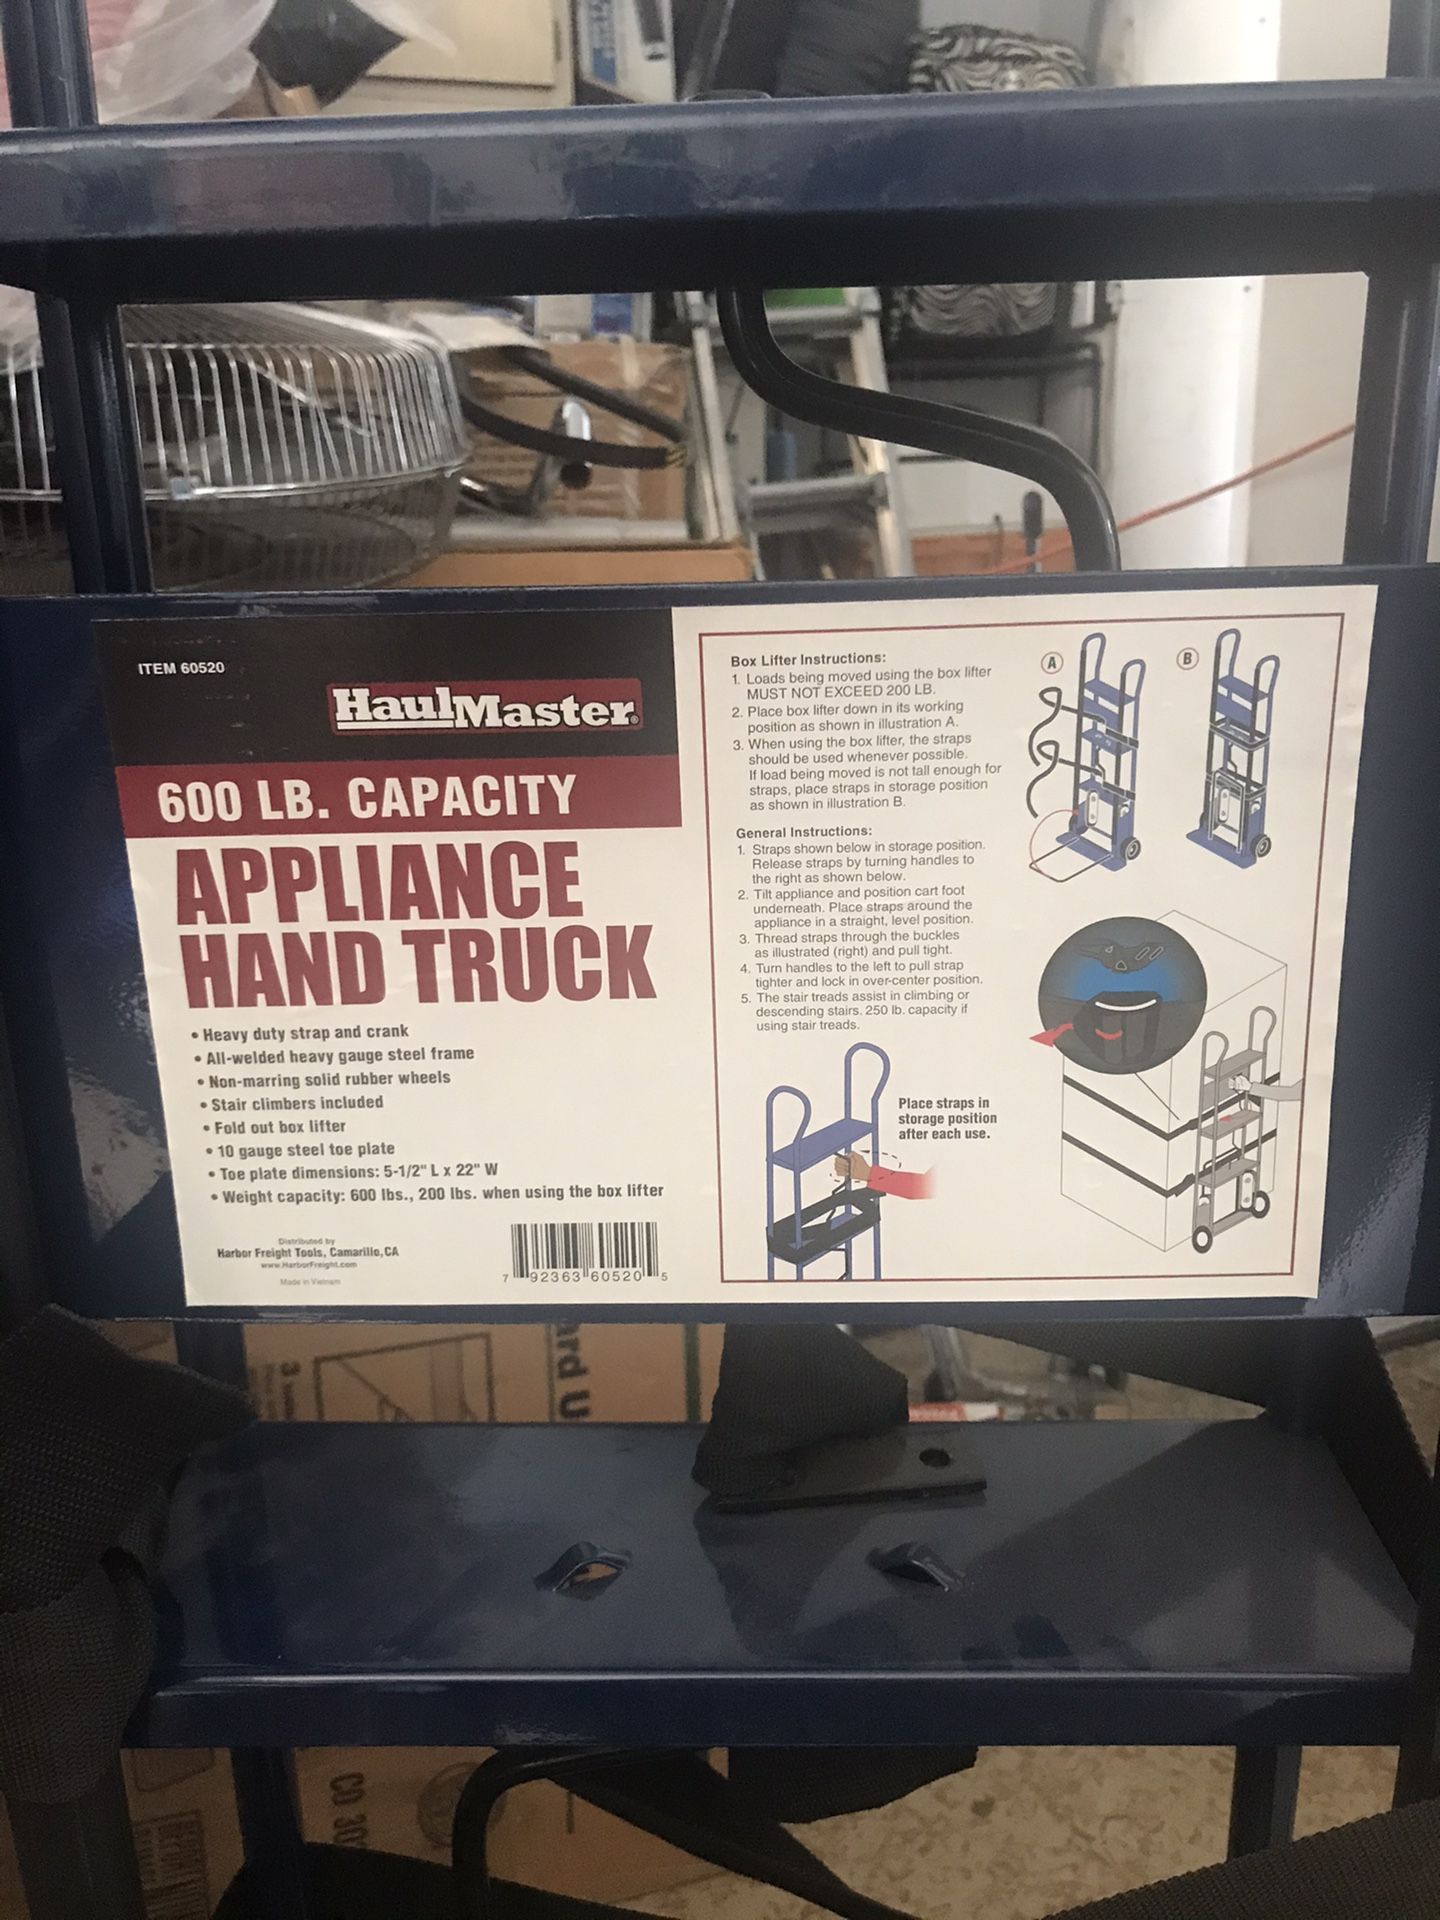 ITEM 60520
HaulMaster®
600 LB. CAPACITY
APPLIANCE
HAND TRUCK
• Heavy duty strap and crank
• All-welded heavy gauge steel frame
• Non-marring solid rubber wheels
• Stair climbers included
• Fold out box lifter
• 10 gauge steel toe plate
• Toe plate dimensions: 5-1/2" L x 22" W
• Weight capacity: 600 lbs., 200 lbs. when using the box lifter
Distributed by
Harbor Freight Tools, Camarillo, CA
www.HarborFreight.com
Made in Vietnam
7 92363 60520 5
Box Lifter Instructions:
1. Loads being moved using the box lifter
MUST NOT EXCEED 200 LB.
2. Place box lifter down in its working
position as shown in illustration A.
3. When using the box lifter, the straps
should be used whenever possible.
If load being moved is not tall enough for
straps, place straps in storage position
as shown in illustration B.
General Instructions:
1. Straps shown below in storage position.
Release straps by turning handles to
the right as shown below.
2. Tilt appliance and position cart foot
underneath. Place straps around the
appliance in a straight, level position.
3. Thread straps through the buckles
as illustrated (right) and pull tight.
4. Turn handles to the left to pull strap
tighter and lock in over-center position.
5. The stair treads assist in climbing or
descending stairs. 250 lb. capacity if
using stair treads.
A
B
Place straps in
storage position
after each use.
ard U
3
CO 30